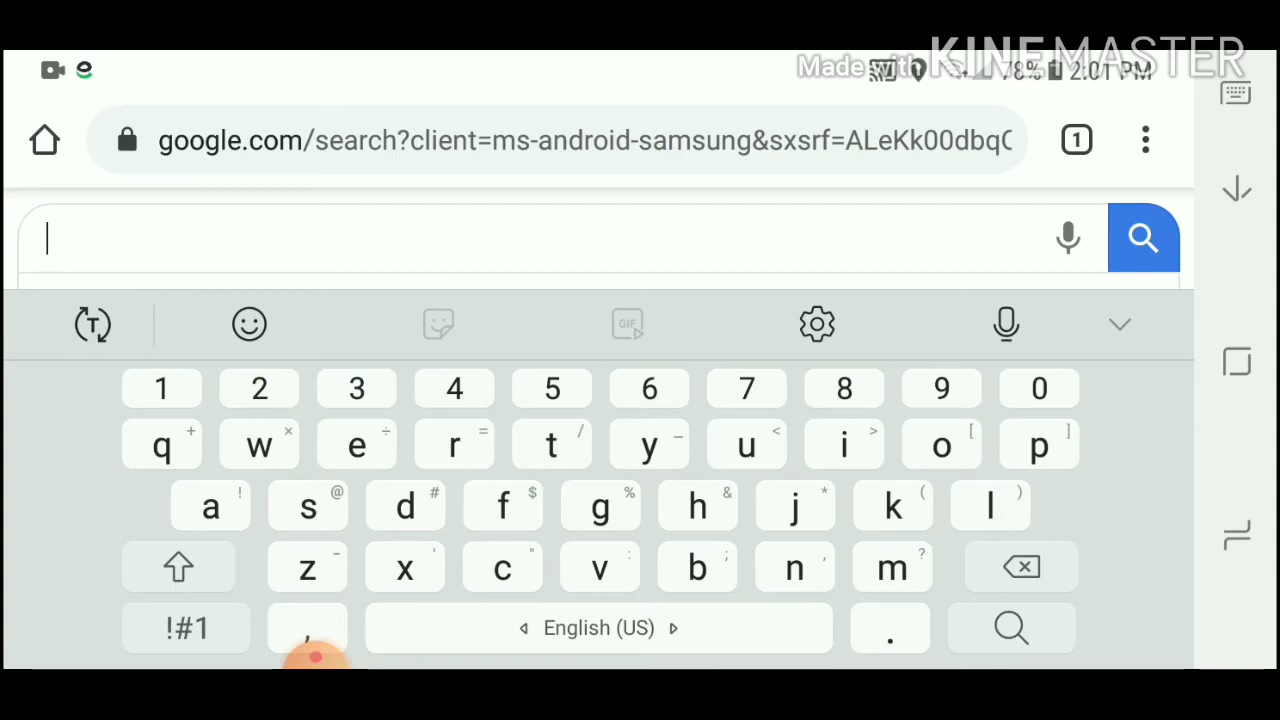 Made with KINEMASTER
78% 2:01 PM
google.com/search?client=ms-android-samsung&sxsrf=ALeKk00dbqC
1
T
GIF
1 2 3 4 5 6 7 8 9 0
q + w × e ÷ r = t / y _ u < i > o [ p ]
a ! s @ d # f $ g % h & j * k ( l )
z - x ' c " v : b ; n , m ?
!#1 , English (US) .